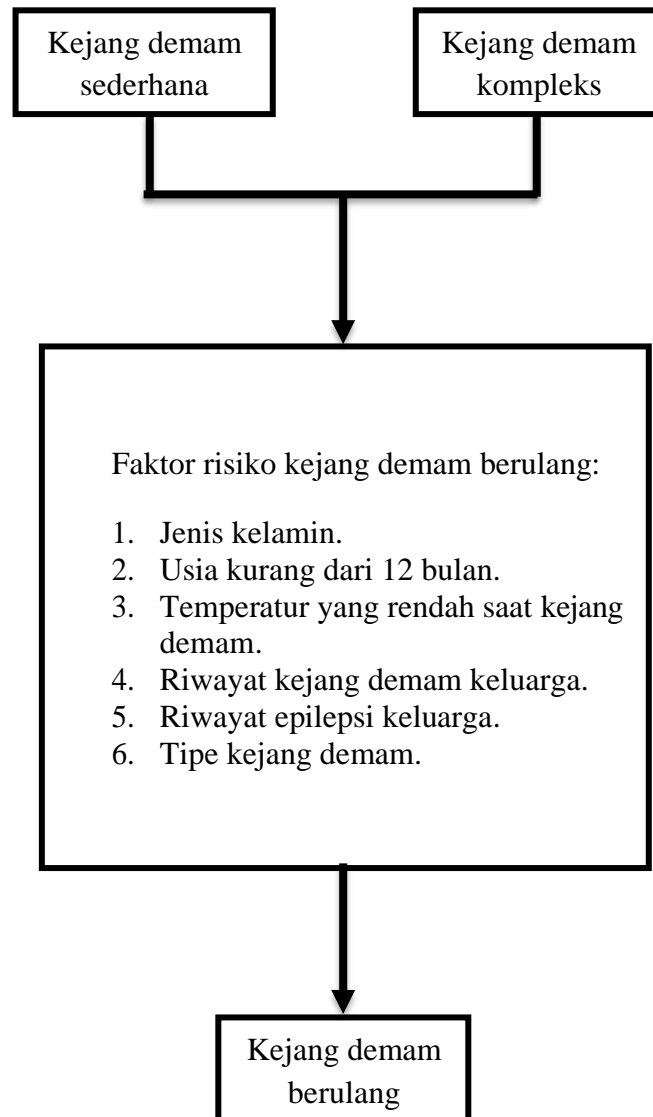 Kejang demam
sederhana
Kejang demam
kompleks
Faktor risiko kejang demam berulang:
1. Jenis kelamin.
2. Usia kurang dari 12 bulan.
3. Temperatur yang rendah saat kejang
demam.
4. Riwayat kejang demam keluarga.
5. Riwayat epilepsi keluarga.
6. Tipe kejang demam.
Kejang demam
berulang